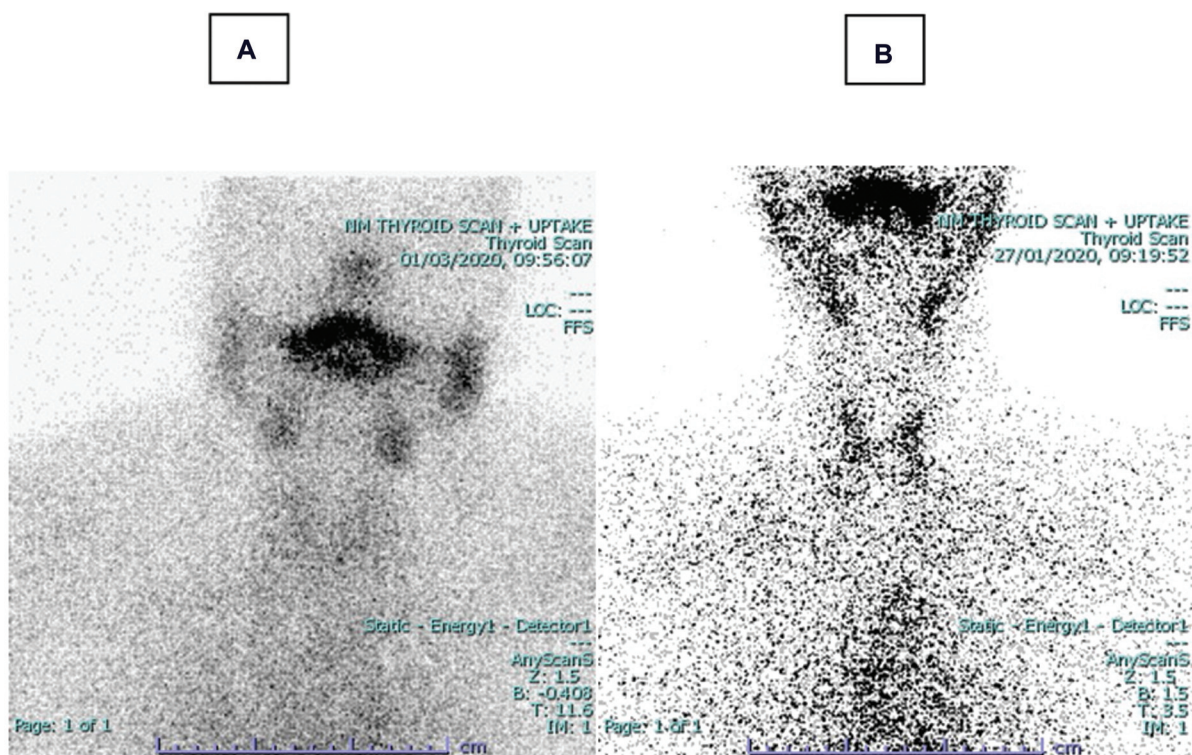 A
B
NM THYROID SCAN + UPTAKE
Thyroid Scan
01/03/2020, 09:56:07
---
LOC: ---
FFS
Static - Energy1 - Detector1
---
AnyScanS
Z: 1.5
B: -0.408
T: 11.6
IM: 1
Page: 1 of 1
cm
NM THYROID SCAN + UPTAKE
Thyroid Scan
27/01/2020, 09:19:52
---
LOC: ---
FFS
Static - Energy1 - Detector1
---
AnyScanS
Z: 1.5
B: 1.5
T: 3.5
IM: 1
Page: 1 of 1
cm